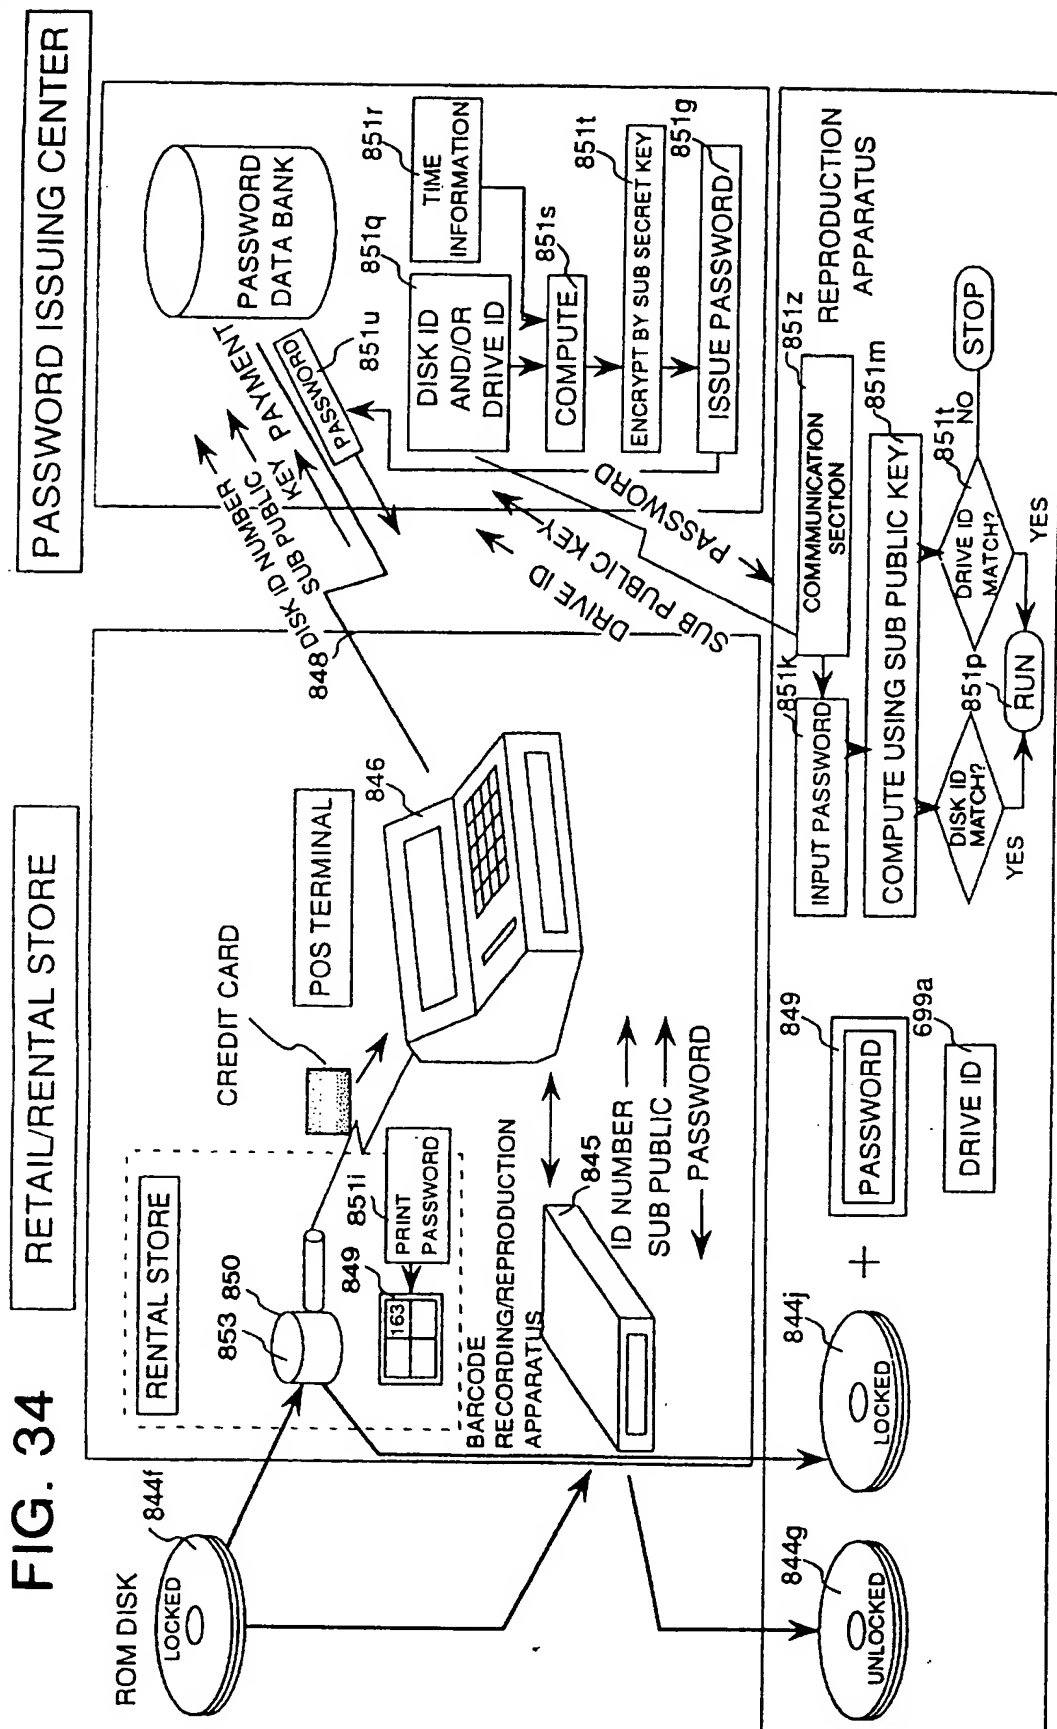 FIG. 34
RETAIL/RENTAL STORE
PASSWORD ISSUING CENTER
ROM DISK
844f
LOCKED
RENTAL STORE
853
850
849
163
851i
PRINT
PASSWORD
CREDIT CARD
POS TERMINAL
846
BARCODE
RECORDING/REPRODUCTION
APPARATUS
845
ID NUMBER
SUB PUBLIC
PASSWORD
848
DISK ID NUMBER
SUB PUBLIC
KEY
PAYMENT
PASSWORD
851u
PASSWORD
DATA BANK
851q
DISK ID
AND/OR
DRIVE ID
851r
TIME
INFORMATION
851s
COMPUTE
851t
ENCRYPT BY SUB SECRET KEY
851g
ISSUE PASSWORD
PASSWORD
SUB PUBLIC KEY
DRIVE ID
844g
UNLOCKED
844j
LOCKED
+
849
PASSWORD
699a
DRIVE ID
REPRODUCTION
APPARATUS
851z
COMMMUNICATION
SECTION
851k
INPUT PASSWORD
851m
COMPUTE USING SUB PUBLIC KEY
DISK ID
MATCH?
YES
851p
RUN
DRIVE ID
MATCH?
851t
NO
YES
STOP